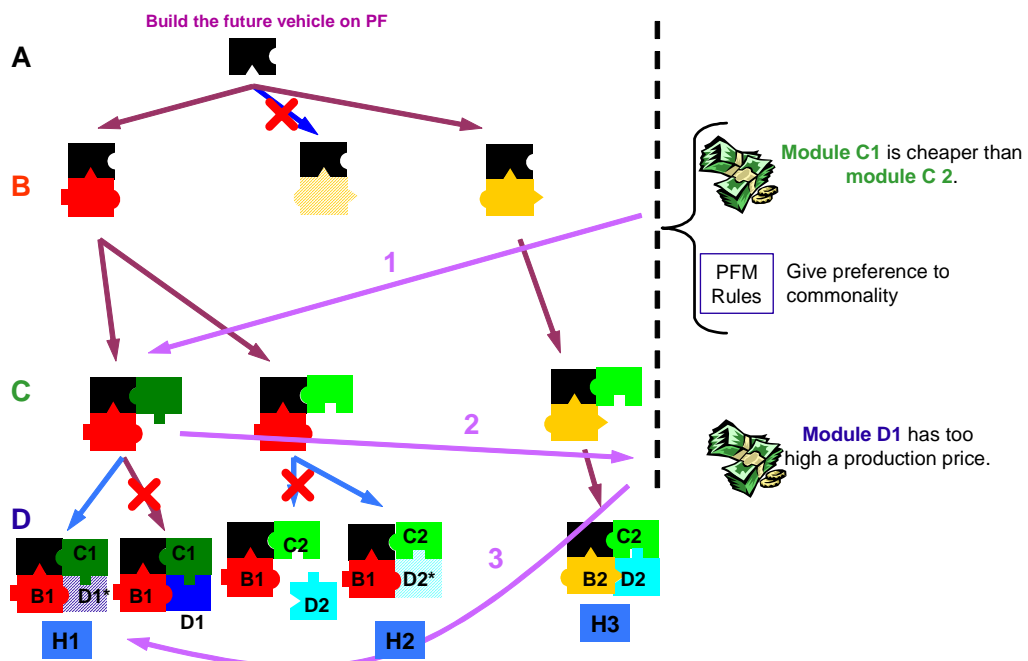 Build the future vehicle on PF
A
B
Module C1 is cheaper than
module C 2.
1
PFM
Rules
Give preference to
commonality
C
2
Module D1 has too
high a production price.
D
3
C1
B1
D1*
C1
B1
D1
C2
B1
D2
C2
B1
D2*
C2
B2
D2
H1
H2
H3